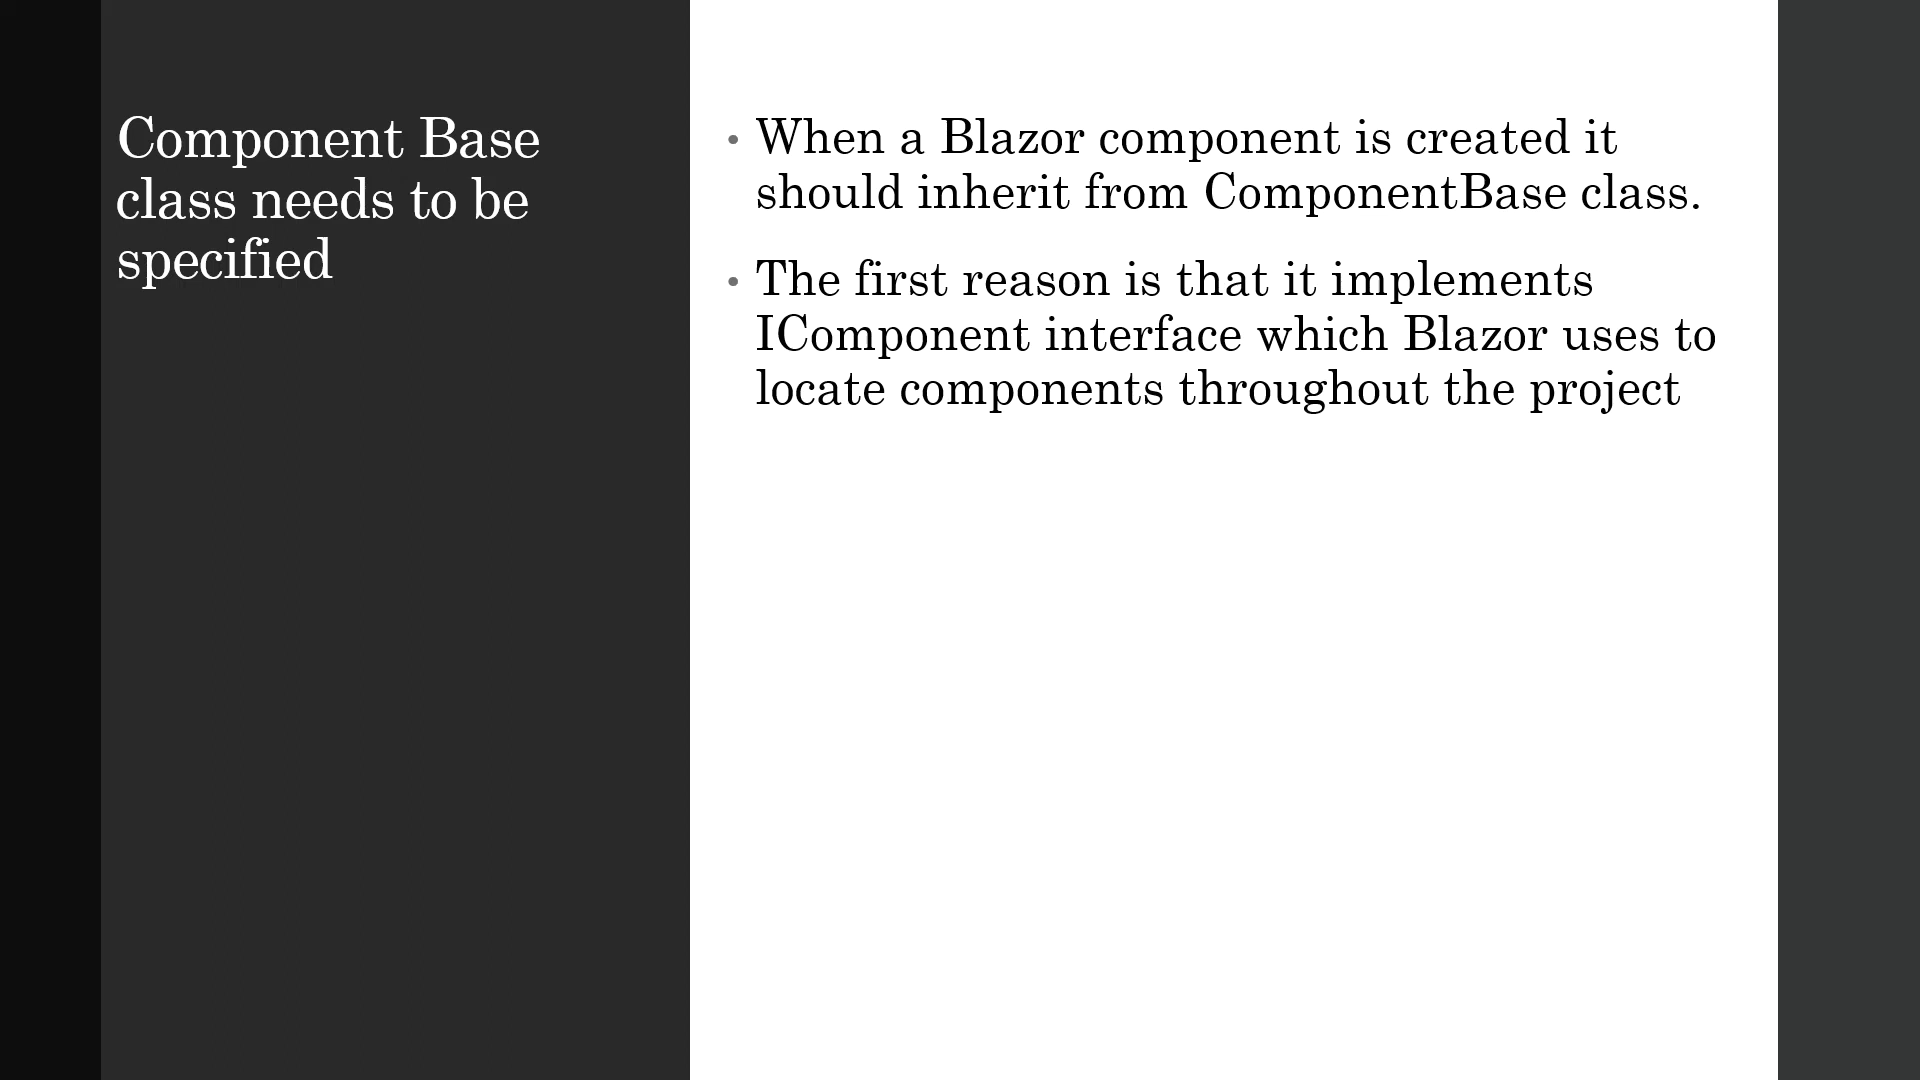 Component Base
class needs to be
specified
• When a Blazor component is created it
should inherit from ComponentBase class.
• The first reason is that it implements
IComponent interface which Blazor uses to
locate components throughout the project